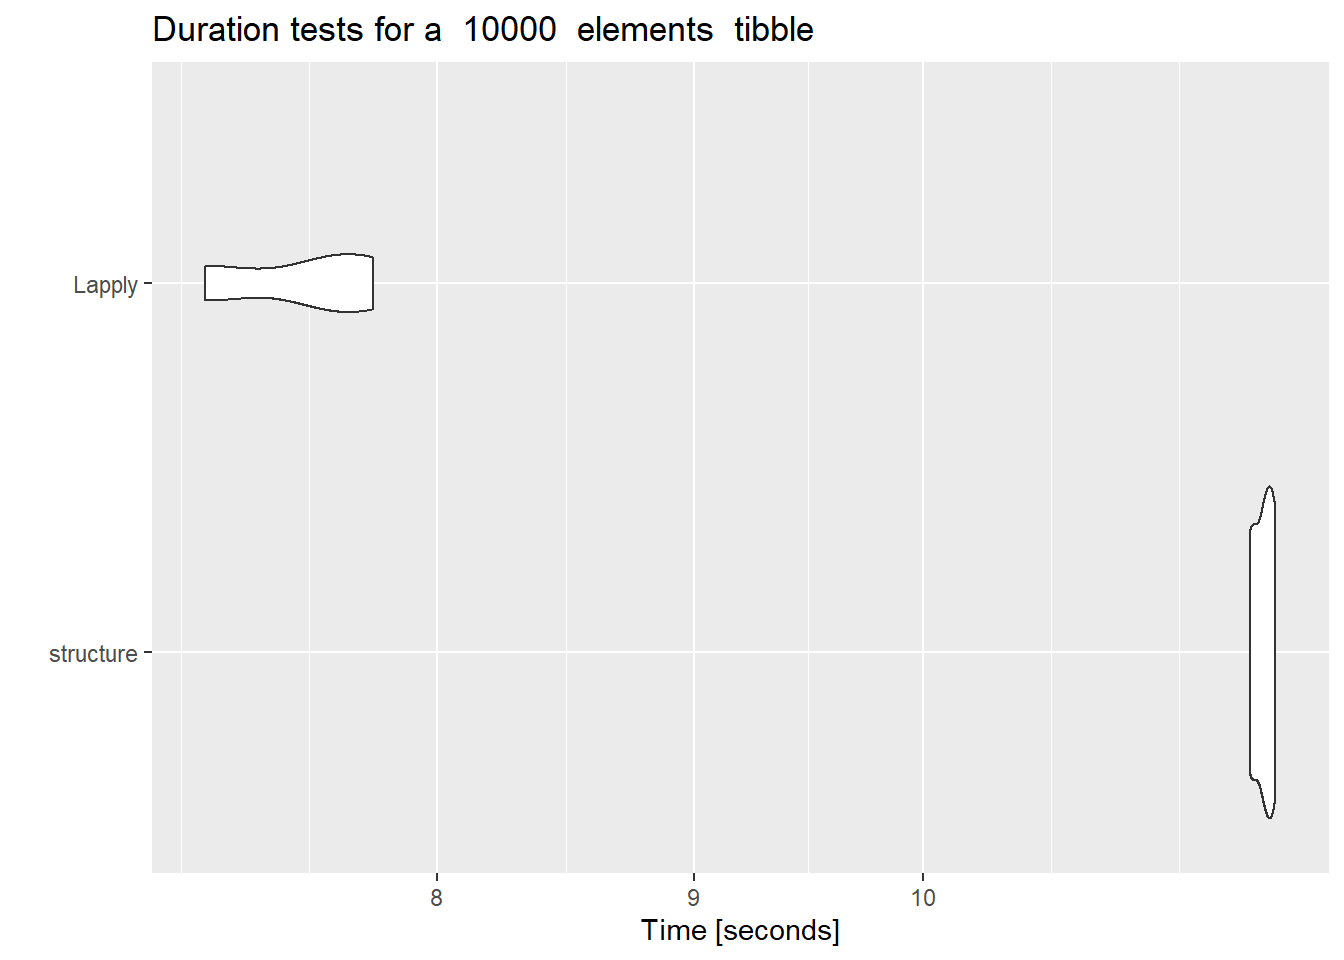 Duration tests for a  10000  elements  tibble
Lapply
structure
8
9
10
Time [seconds]